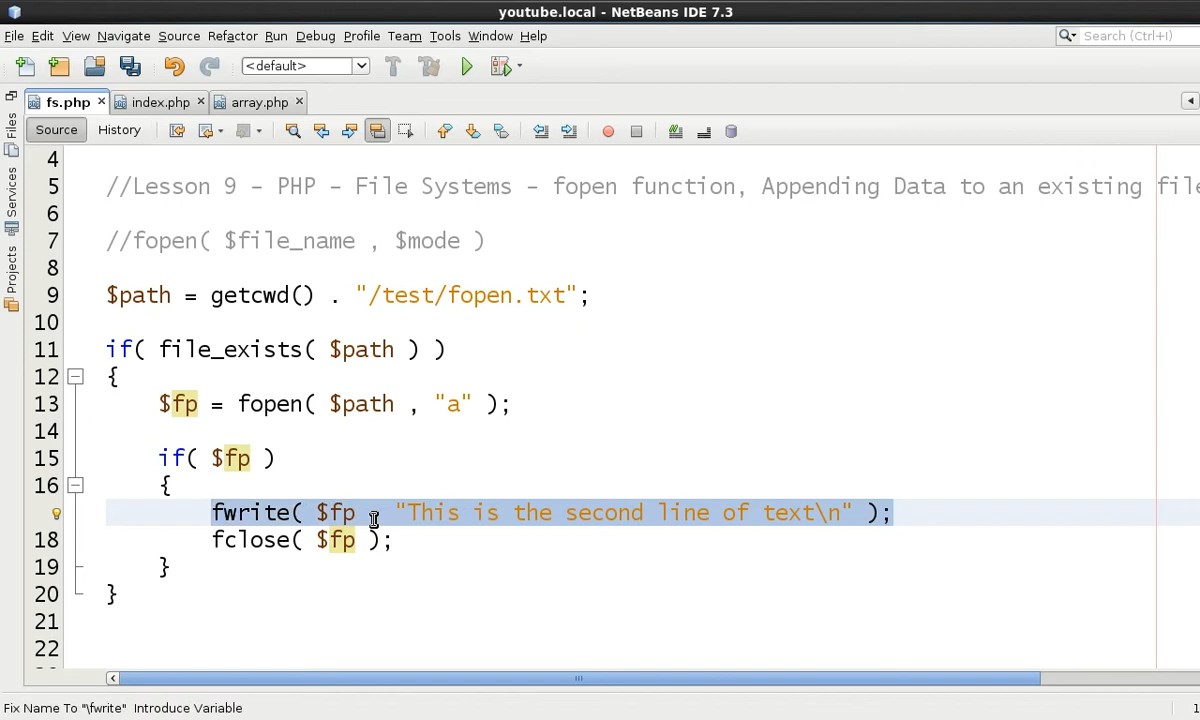 youtube.local - NetBeans IDE 7.3
File Edit View Navigate Source Refactor Run Debug Profile Team Tools Window Help
Search (Ctrl+I)
<default>
fs.php index.php array.php
Source History
Files
Services
Projects
4
5 //Lesson 9 - PHP - File Systems - fopen function, Appending Data to an existing file
6
7 //fopen( $file_name , $mode )
8
9 $path = getcwd() . "/test/fopen.txt";
10
11 if( file_exists( $path ) )
12 {
13 $fp = fopen( $path , "a" );
14
15 if( $fp )
16 {
fwrite( $fp , "This is the second line of text\n" );
18 fclose( $fp );
19 }
20 }
21
22
Fix Name To "\fwrite" Introduce Variable